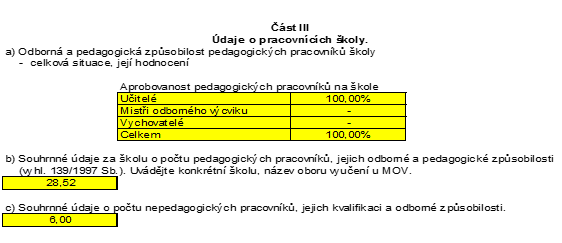 Část III
Údaje o pracovnících školy.
a) Odborná a pedagogická způsobilost pedagogických pracovníků školy
- celková situace, její hodnocení
Aprobovanost pedagogických pracovníků na škole
Učitelé 100,00%
Mistři odborného výcviku -
Vychovatelé -
Celkem 100,00%
b) Souhrnné údaje za školu o počtu pedagogických pracovníků, jejich odborné a pedagogické způsobilosti
(vyhl. 139/1997 Sb.). Uvádějte konkrétní školu, název oboru vyučení u MOV.
28,52
c) Souhrnné údaje o počtu nepedagogických pracovníků, jejich kvalifikaci a odborné způsobilosti.
6,00